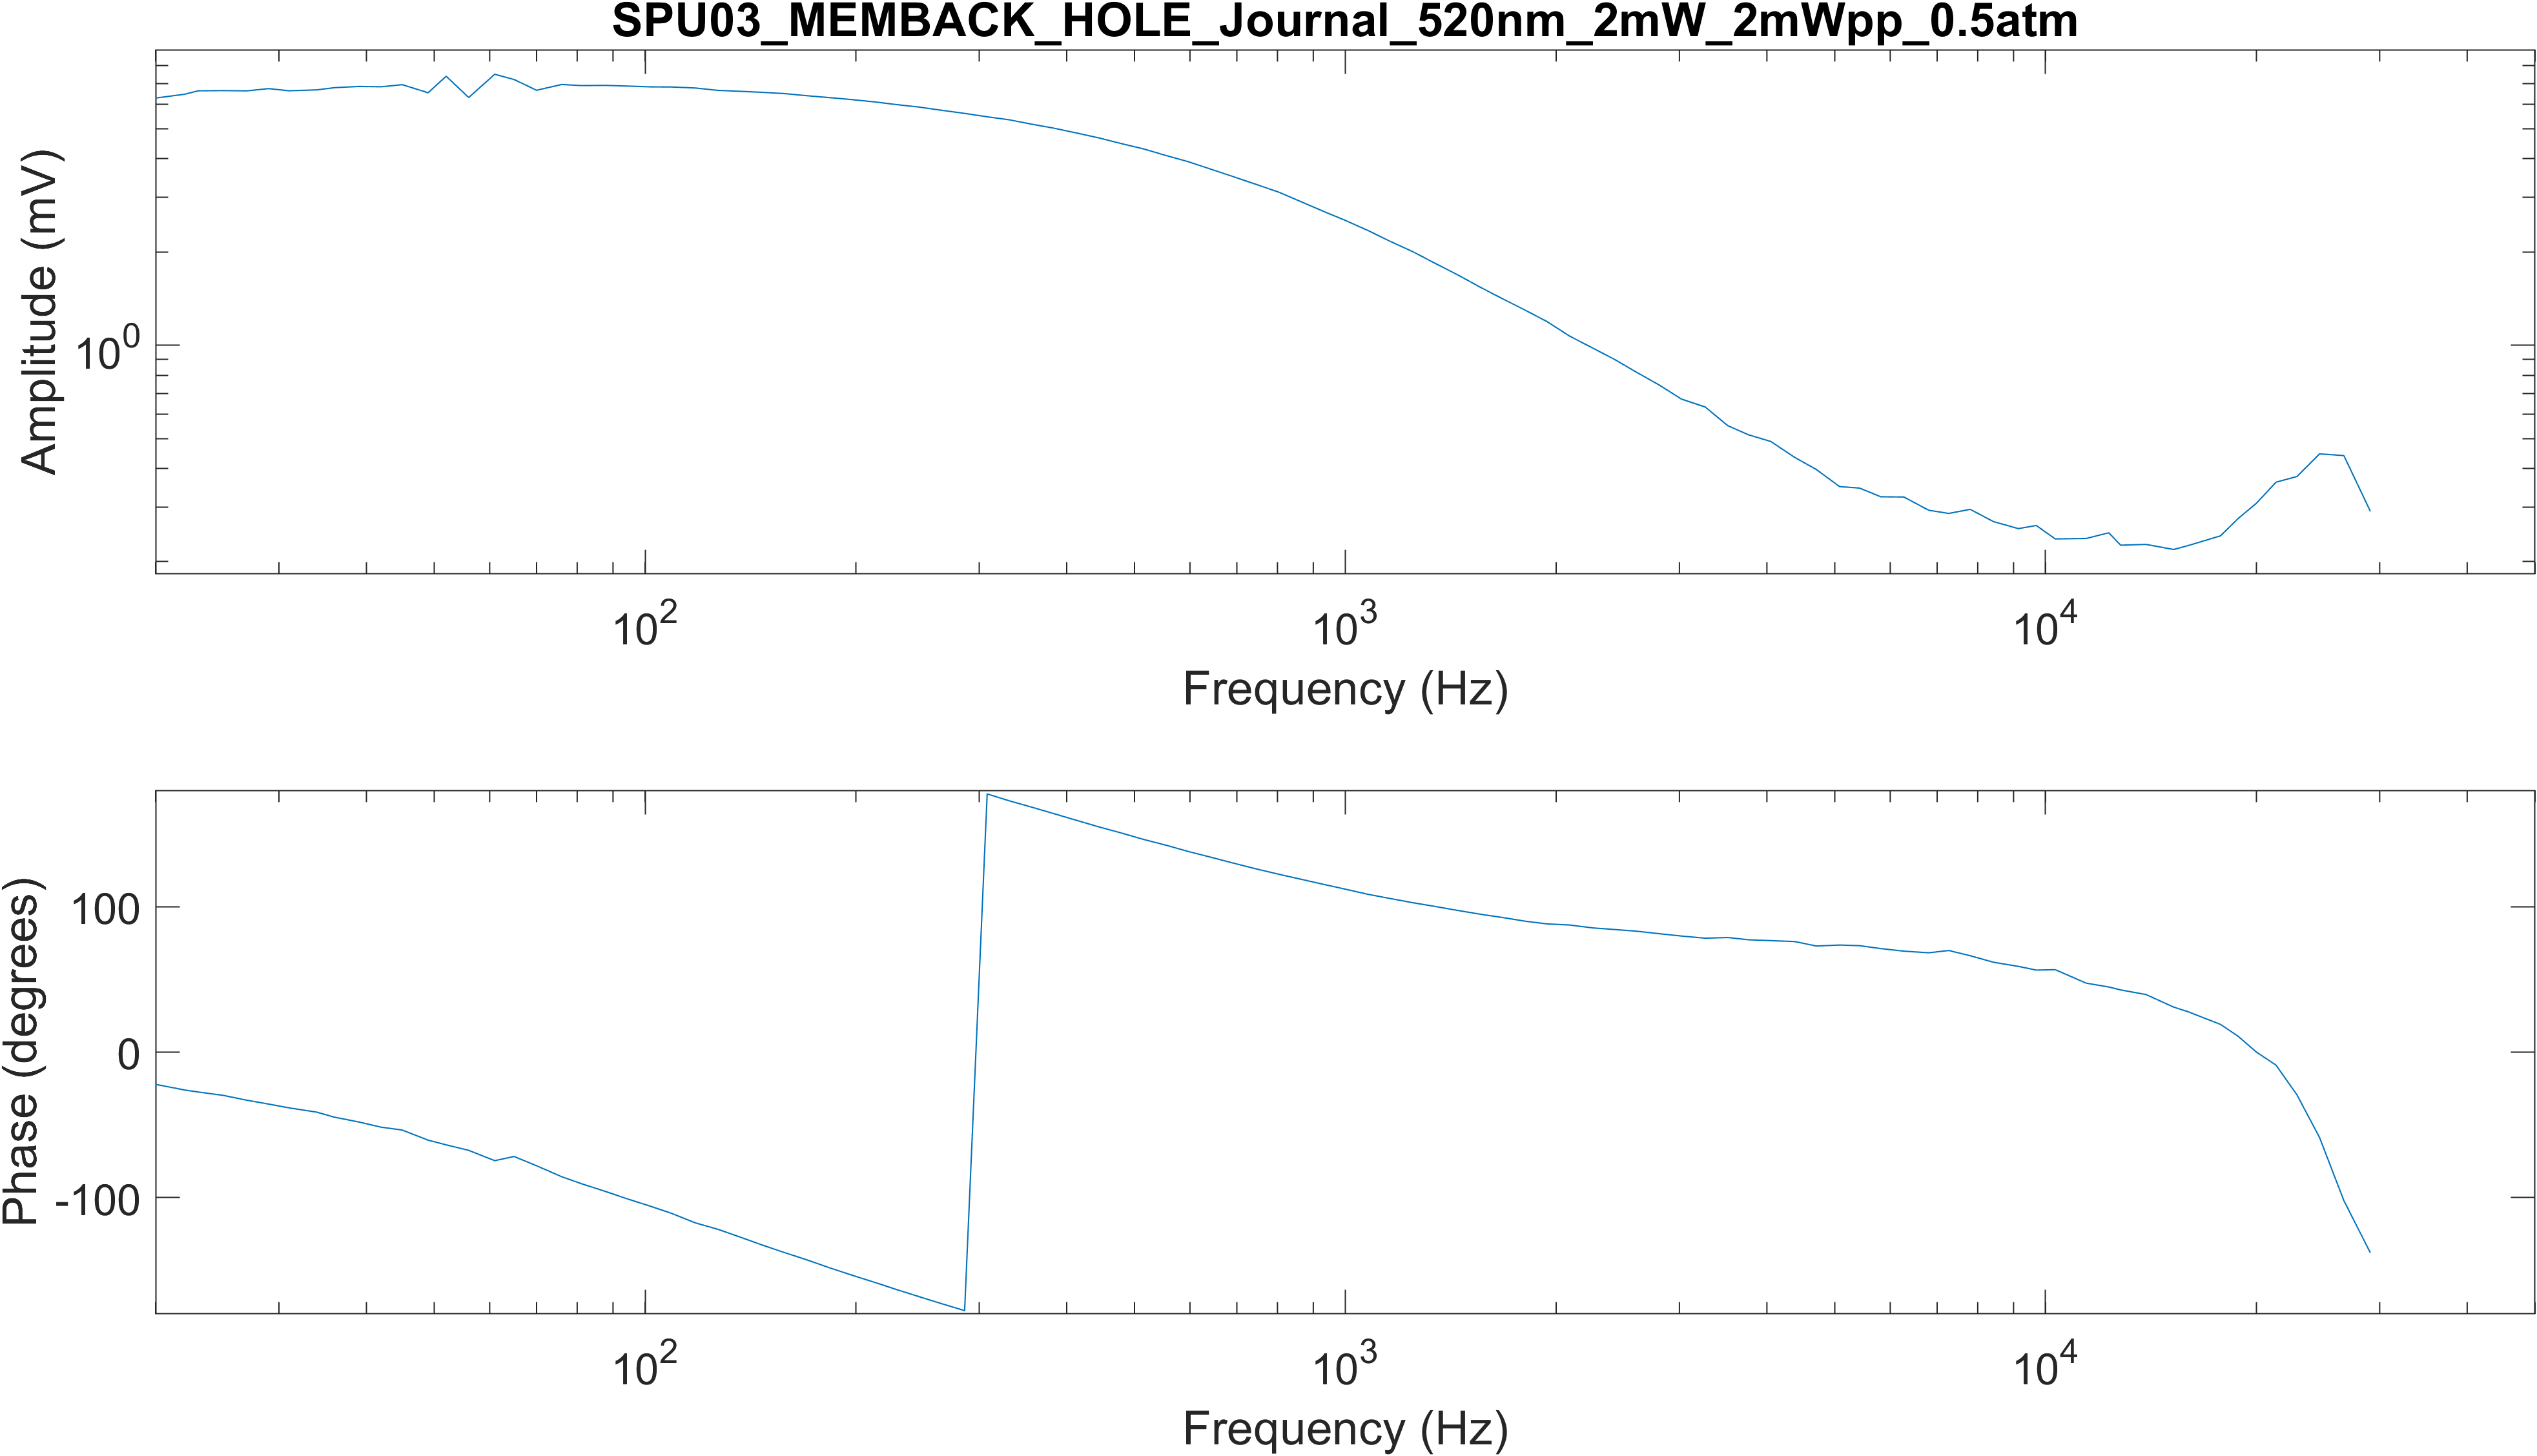 SPU03_MEMBACK_HOLE_Journal_520nm_2mW_2mWpp_0.5atm
Amplitude (mV)
10^0
10^2
10^3
10^4
Frequency (Hz)
Phase (degrees)
100
0
-100
10^2
10^3
10^4
Frequency (Hz)